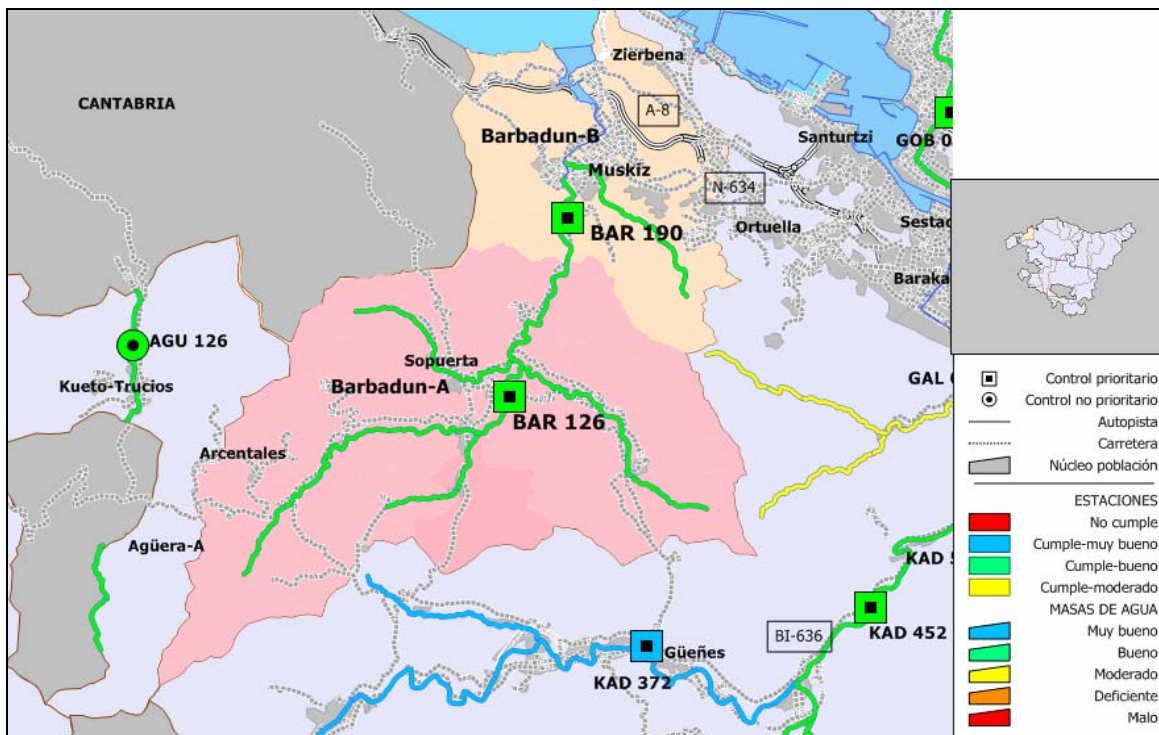 Zierbena
CANTABRIA
A-8
Barbadun-B
Santurtzi
GOB 0
Muskiz
N-634
BAR 190
Ortuella
Sestao
Baraka
AGU 126
Sopuerta
Kueto-Trucios
Barbadun-A
GAL
BAR 126
Arcentales
Agüera-A
KAD 5
BI-636
KAD 452
Güeñes
KAD 372
Control prioritario
Control no prioritario
Autopista
Carretera
Núcleo población
ESTACIONES
No cumple
Cumple-muy bueno
Cumple-bueno
Cumple-moderado
MASAS DE AGUA
Muy bueno
Bueno
Moderado
Deficiente
Malo